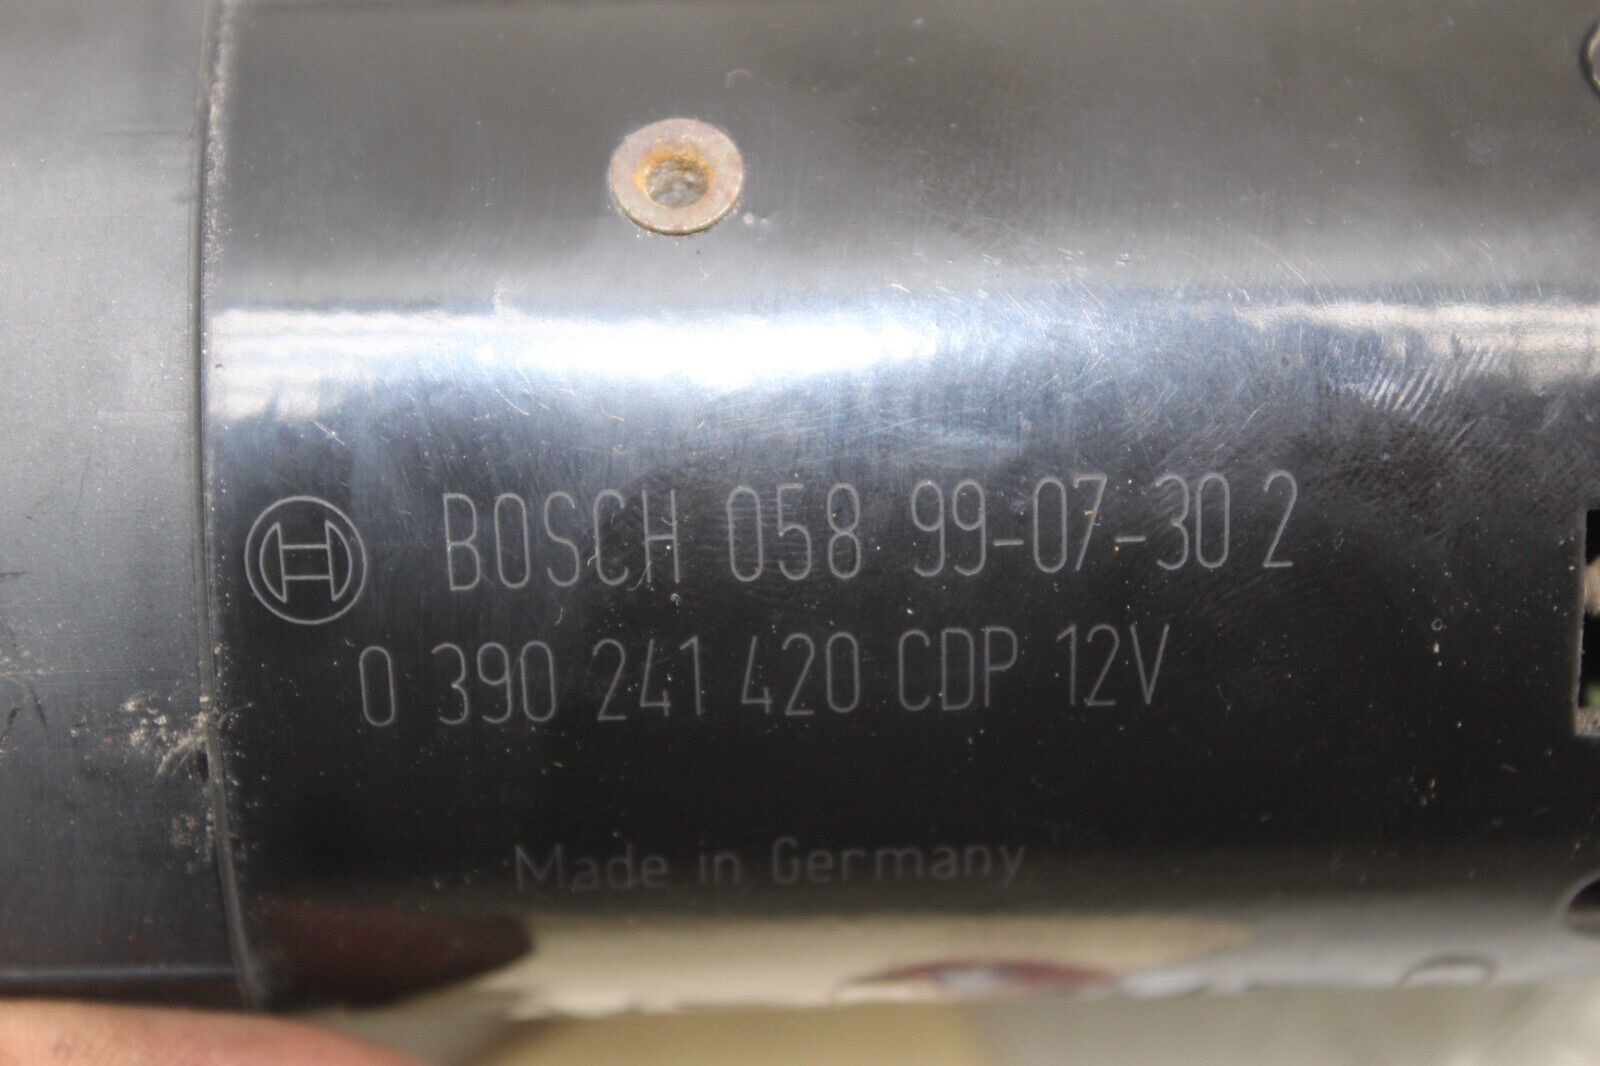 BOSCH 058 99-07-30 2
0 390 241 420 CDP 12V
Made in Germany